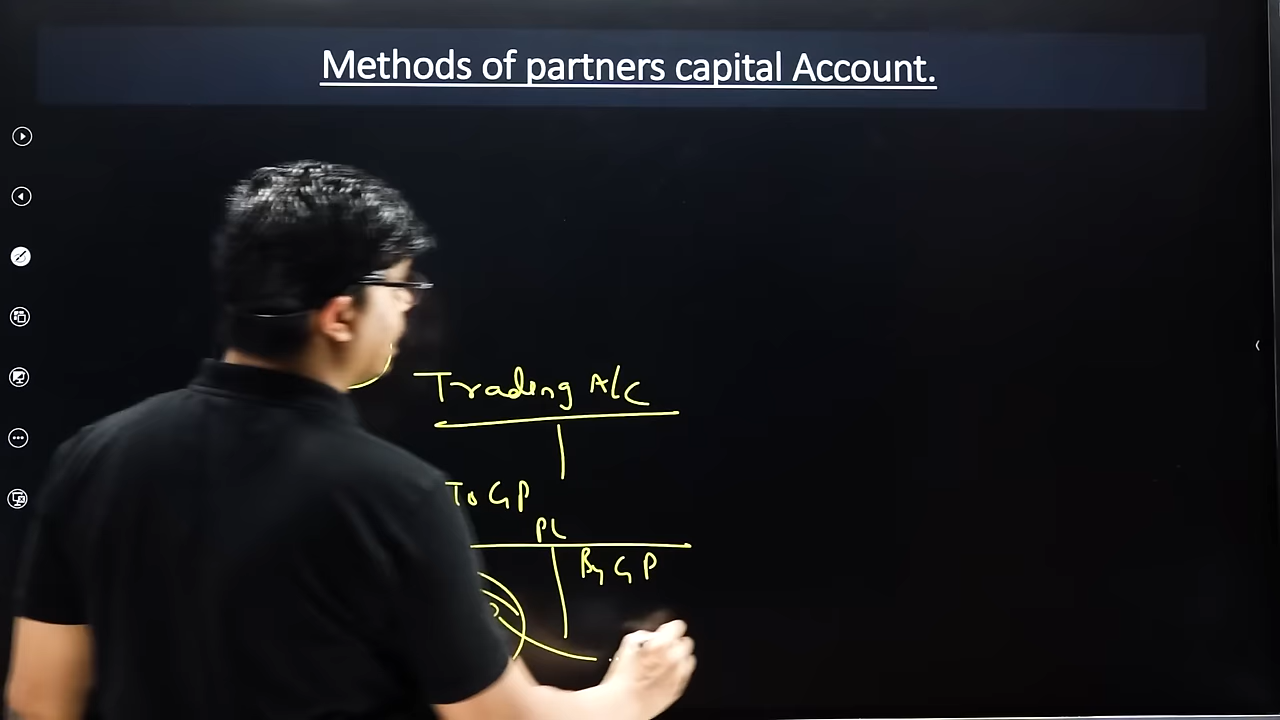 Methods of partners capital Account.
Trading A/C
To GP
PL
By GP